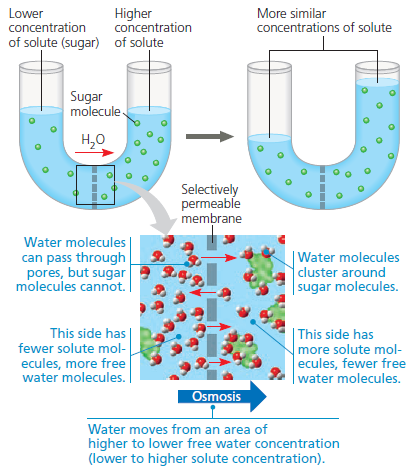 Lower
concentration
of solute (sugar)
Higher
concentration
of solute
More similar
concentrations of solute
Sugar
molecule
H₂O
Selectively
permeable
membrane
Water molecules
can pass through
pores, but sugar
molecules cannot.
Water molecules
cluster around
sugar molecules.
This side has
fewer solute mol-
ecules, more free
water molecules.
This side has
more solute mol-
ecules, fewer free
water molecules.
Osmosis
Water moves from an area of
higher to lower free water concentration
(lower to higher solute concentration).